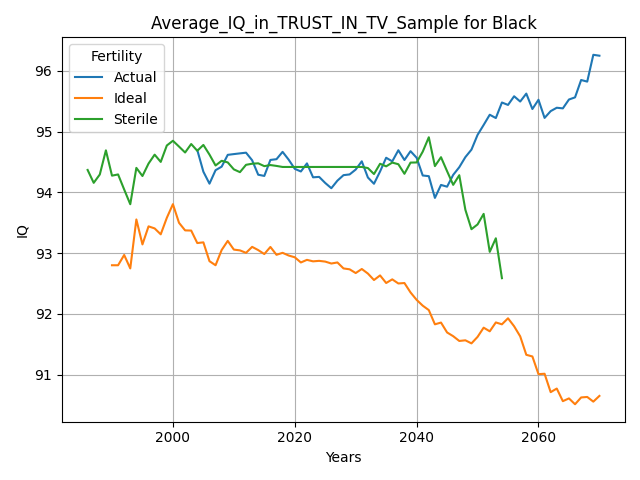 Average_IQ_in_TRUST_IN_TV_Sample for Black
Fertility
Actual
Ideal
Sterile
96
95
94
93
92
91
IQ
2000
2020
2040
2060
Years